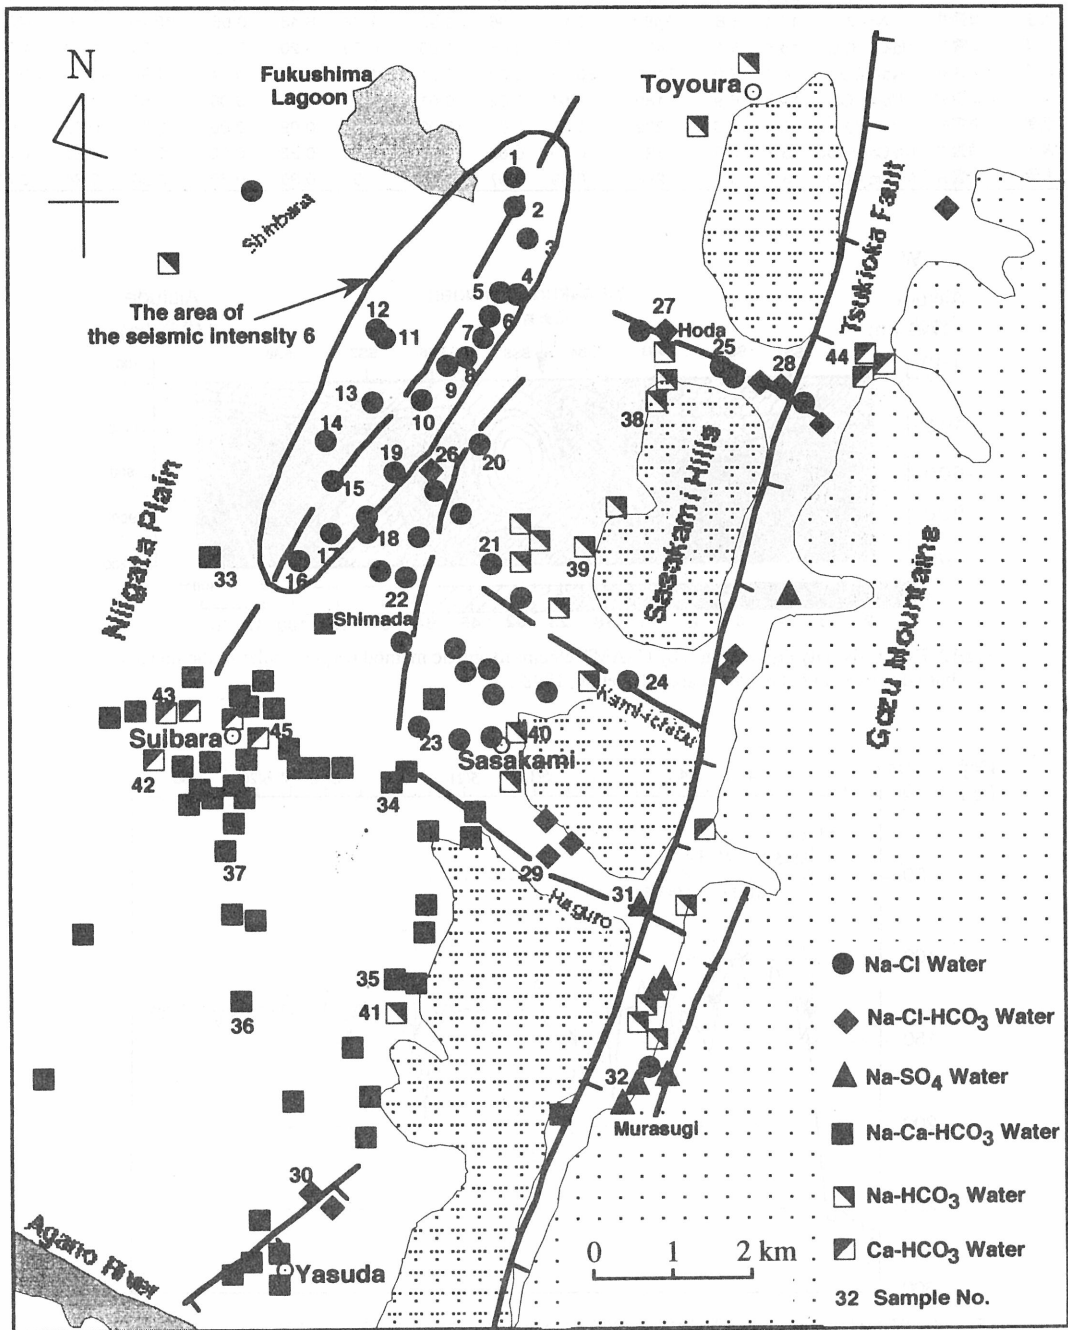 N
Fukushima
Lagoon
Toyoura
Shinbarai
1
2
3
4
5
6
7
8
9
10
11
12
13
14
15
16
17
18
19
20
21
22
23
24
25
26
27
28
29
30
31
32
33
34
35
36
37
38
39
40
41
42
43
44
45
The area of
the seismic intensity 6
Tsukioka Fault
Hoda
Niigata Plain
Sasakami Hills
Gozu Mountains
Shimada
Suibara
Sasakami
Haguro
Murasugi
Agano River
Yasuda
Na-Cl Water
Na-Cl-HCO₃ Water
Na-SO₄ Water
Na-Ca-HCO₃ Water
Na-HCO₃ Water
Ca-HCO₃ Water
32 Sample No.
0 1 2 km